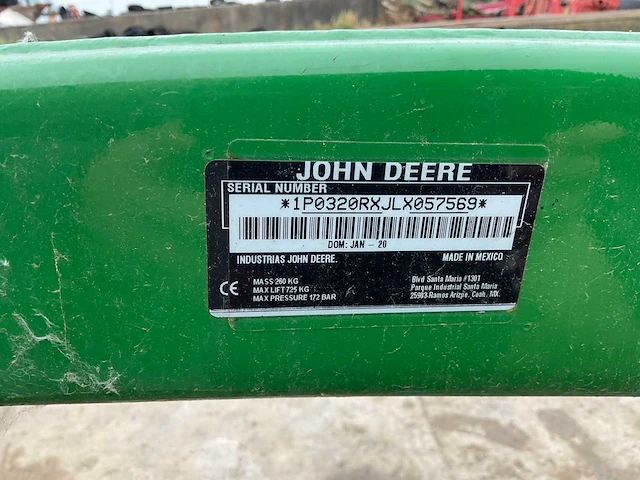 JOHN DEERE
SERIAL NUMBER
*1P0320RXJLX057569*
DOM: JAN - 20
INDUSTRIAS JOHN DEERE. MADE IN MEXICO.
CE
MASS 260 KG
MAX LIFT 725 KG
MAX PRESSURE 172 BAR
Blvd Santa Maria #1301
Parque Industrial Santa Maria
25903 Ramos Arizpe, Coah. MX.